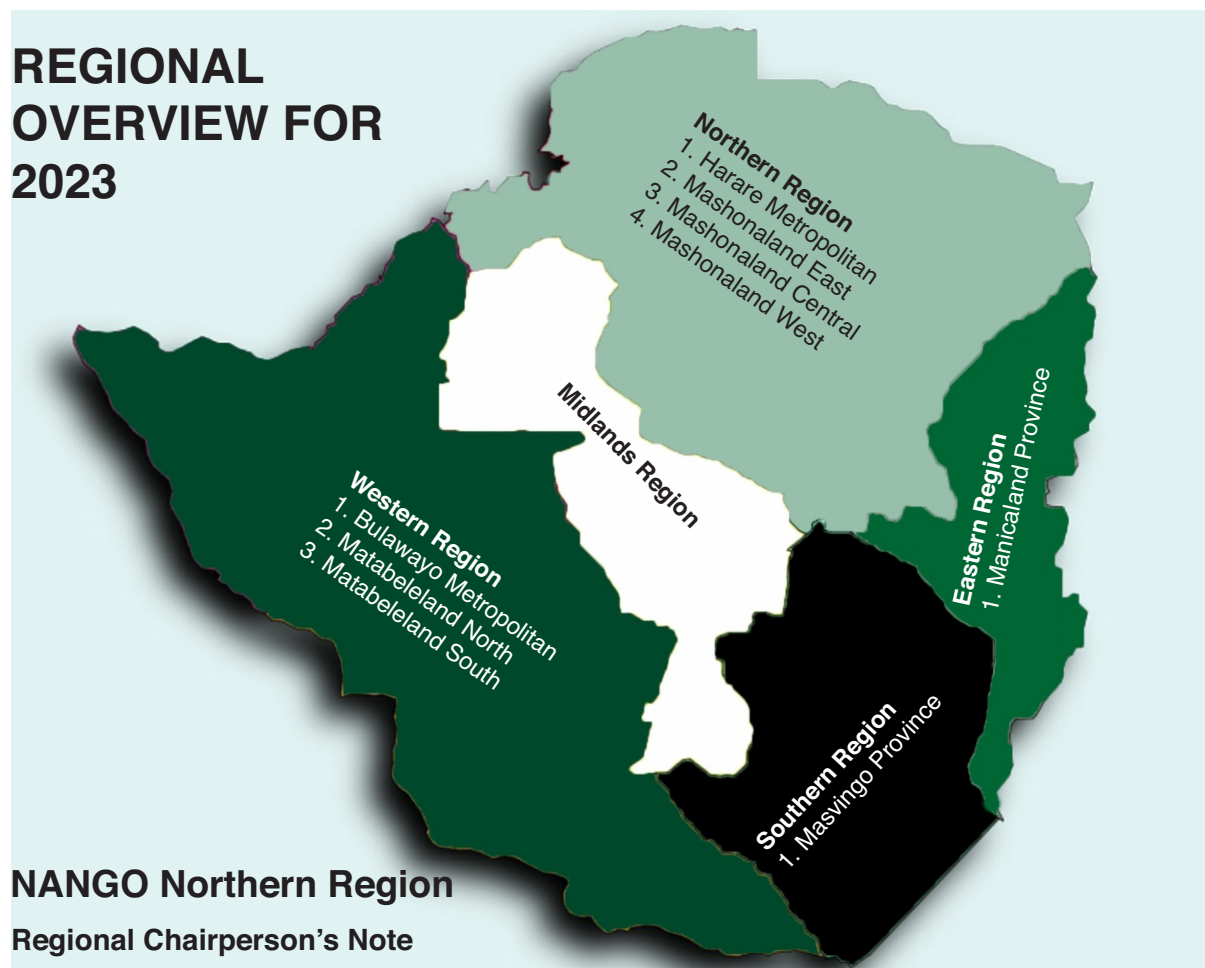 REGIONAL
OVERVIEW FOR
2023
Northern Region
1. Harare Metropolitan
2. Mashonaland East
3. Mashonaland Central
4. Mashonaland West
Midlands Region
Western Region
1. Bulawayo Metropolitan
2. Matabeleland North
3. Matabeleland South
Eastern Region
1. Manicaland Province
Southern Region
1. Masvingo Province
NANGO Northern Region
Regional Chairperson’s Note